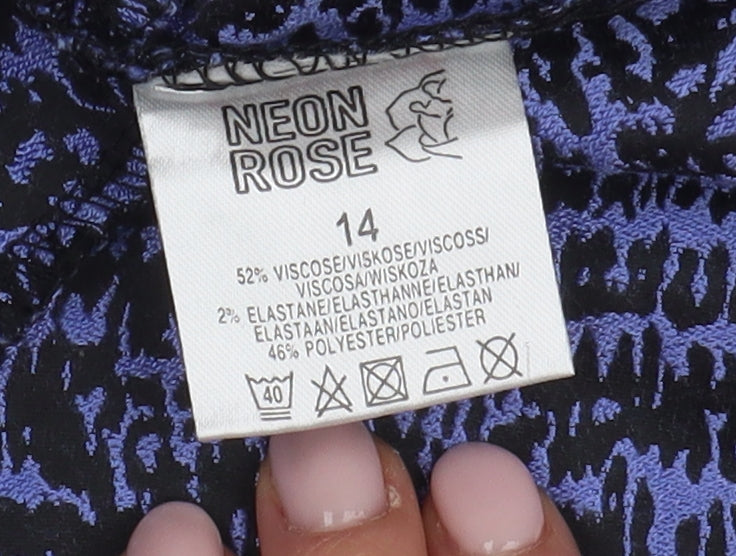 NEON
ROSE
14
52% VISCOSE/VISKOSE/VISCOSS/
VISCOSA/WISKOZA
2% ELASTANE/ELASTHANNE/ELASTHAN/
ELASTAAN/ELASTANO/ELASTAN
46% POLYESTER/POLIESTER
40